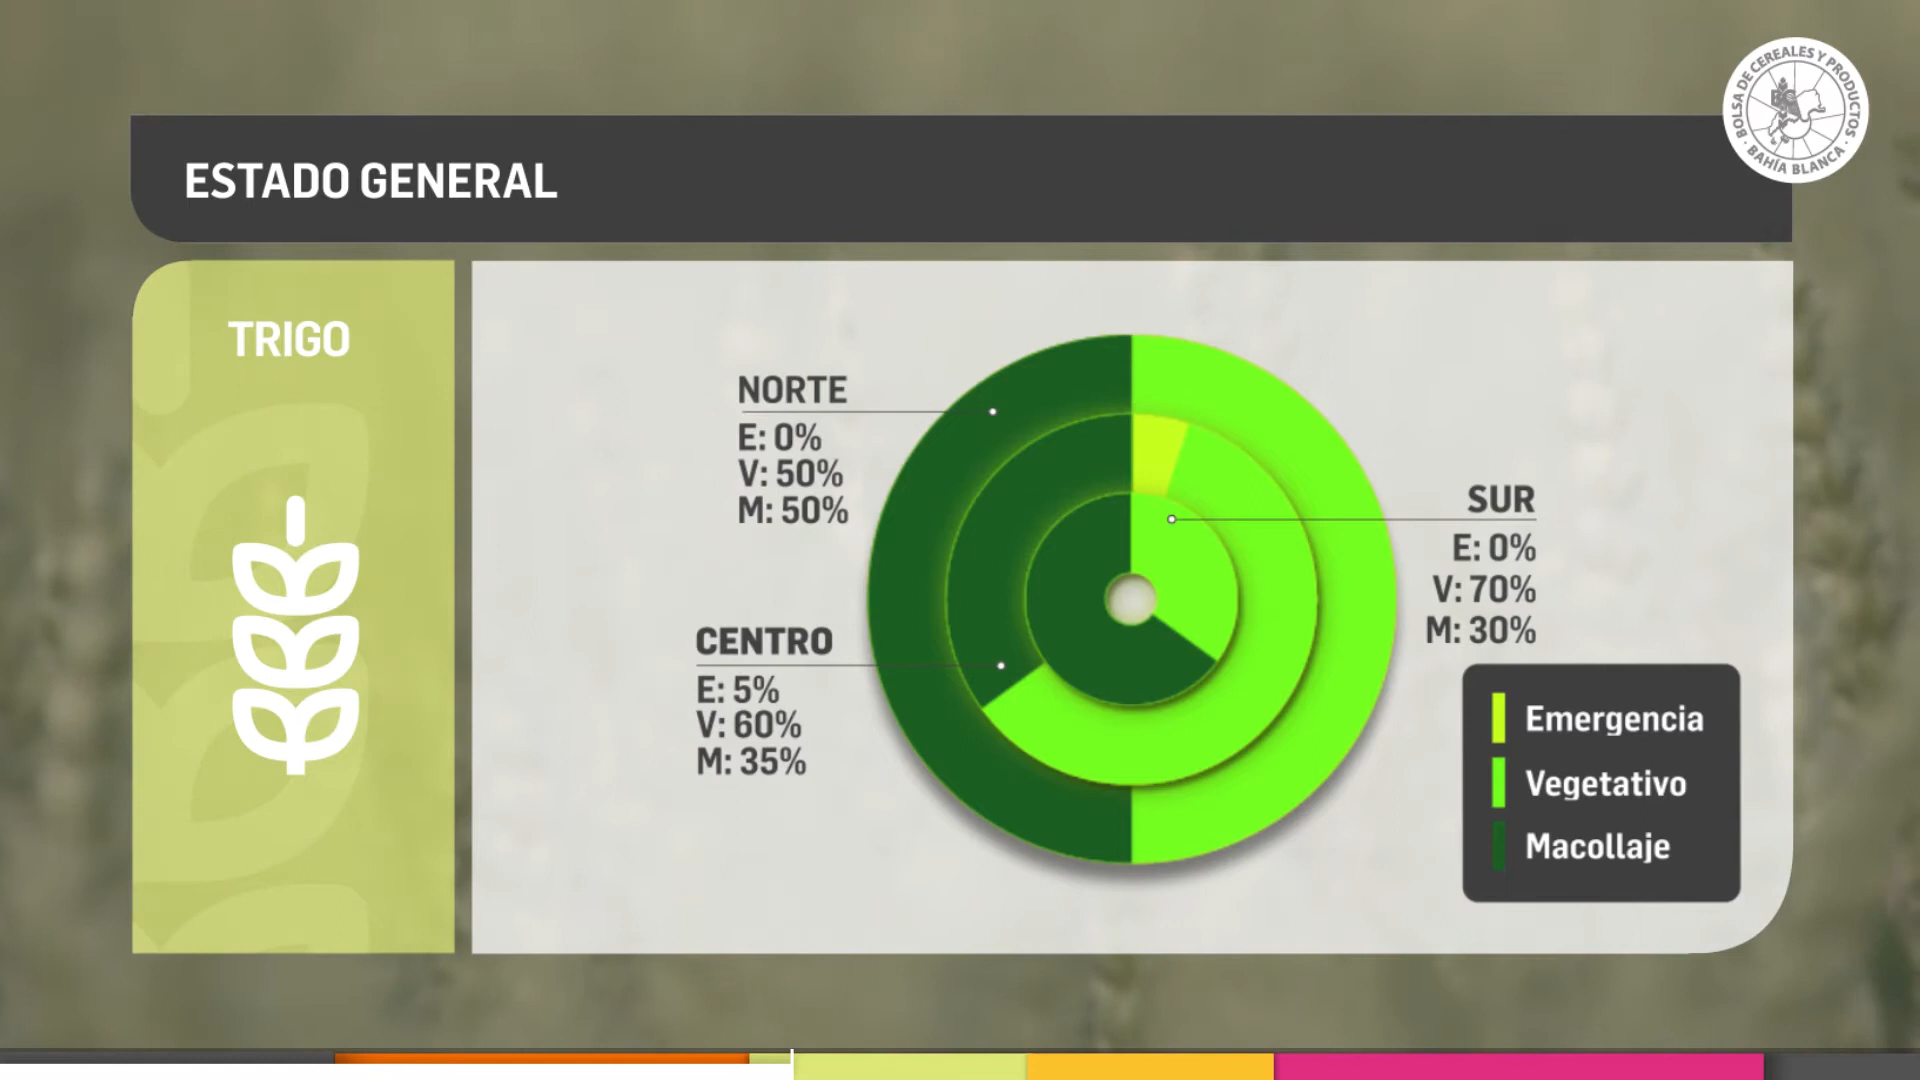 BOLSA DE CEREALES Y PRODUCTOS
· BAHÍA BLANCA ·
ESTADO GENERAL
TRIGO
NORTE
E: 0%
V: 50%
M: 50%
SUR
E: 0%
V: 70%
M: 30%
CENTRO
E: 5%
V: 60%
M: 35%
Emergencia
Vegetativo
Macollaje